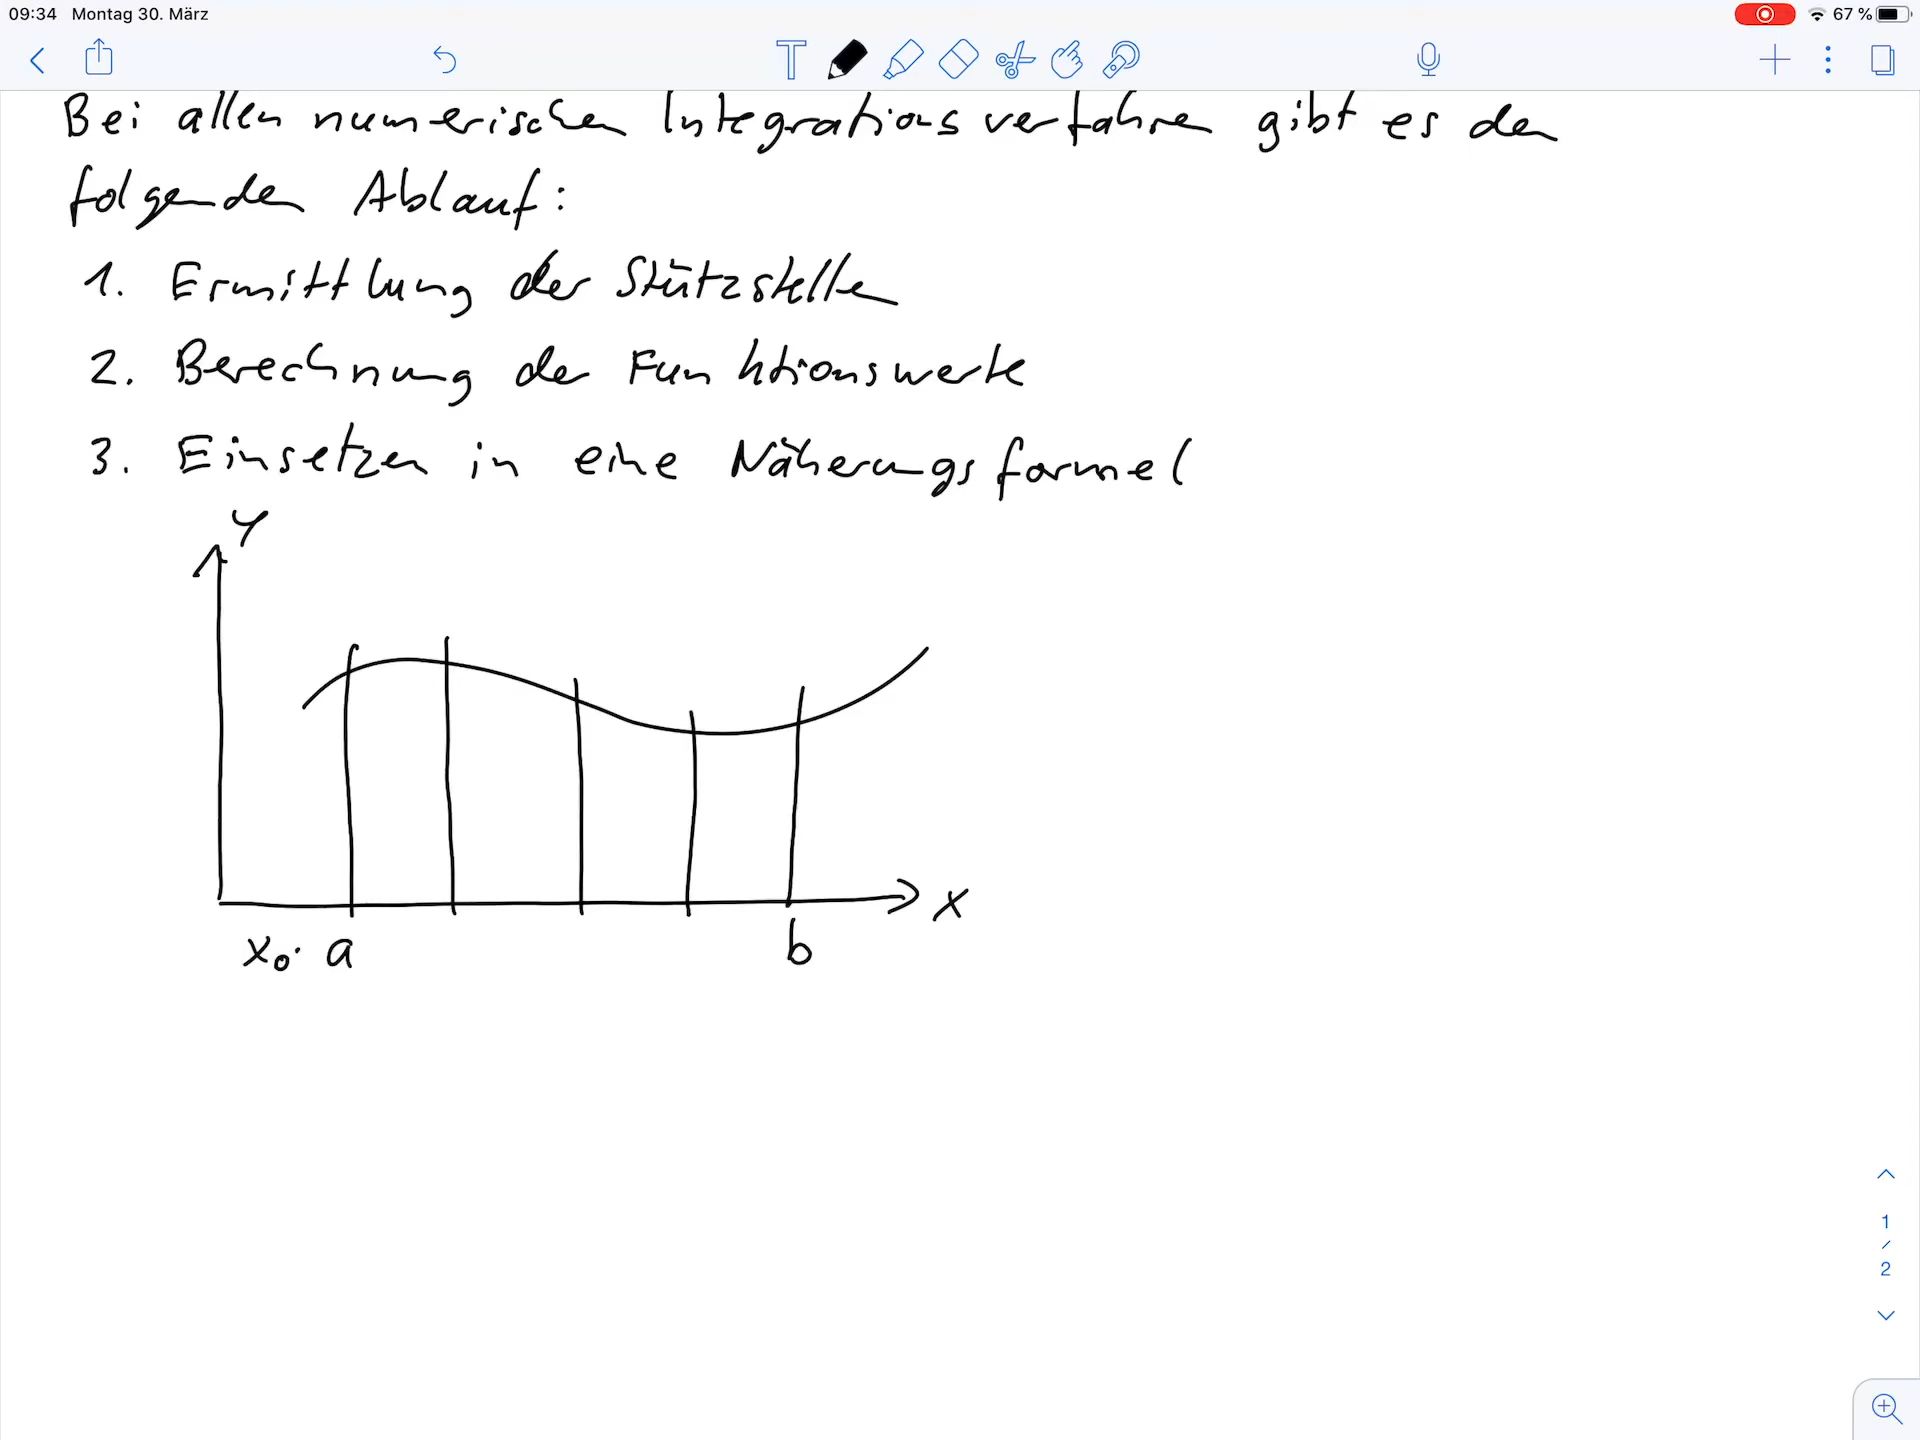 09:34 Montag 30. März 67 %
T
Bei allen numerischen Integrationsverfahren gibt es den
folgenden Ablauf:
1. Ermittlung der Stützstellen
2. Berechnung der Funktionswerte
3. Einsetzen in eine Näherungsformel
y
x
x₀· a b
1
/
2